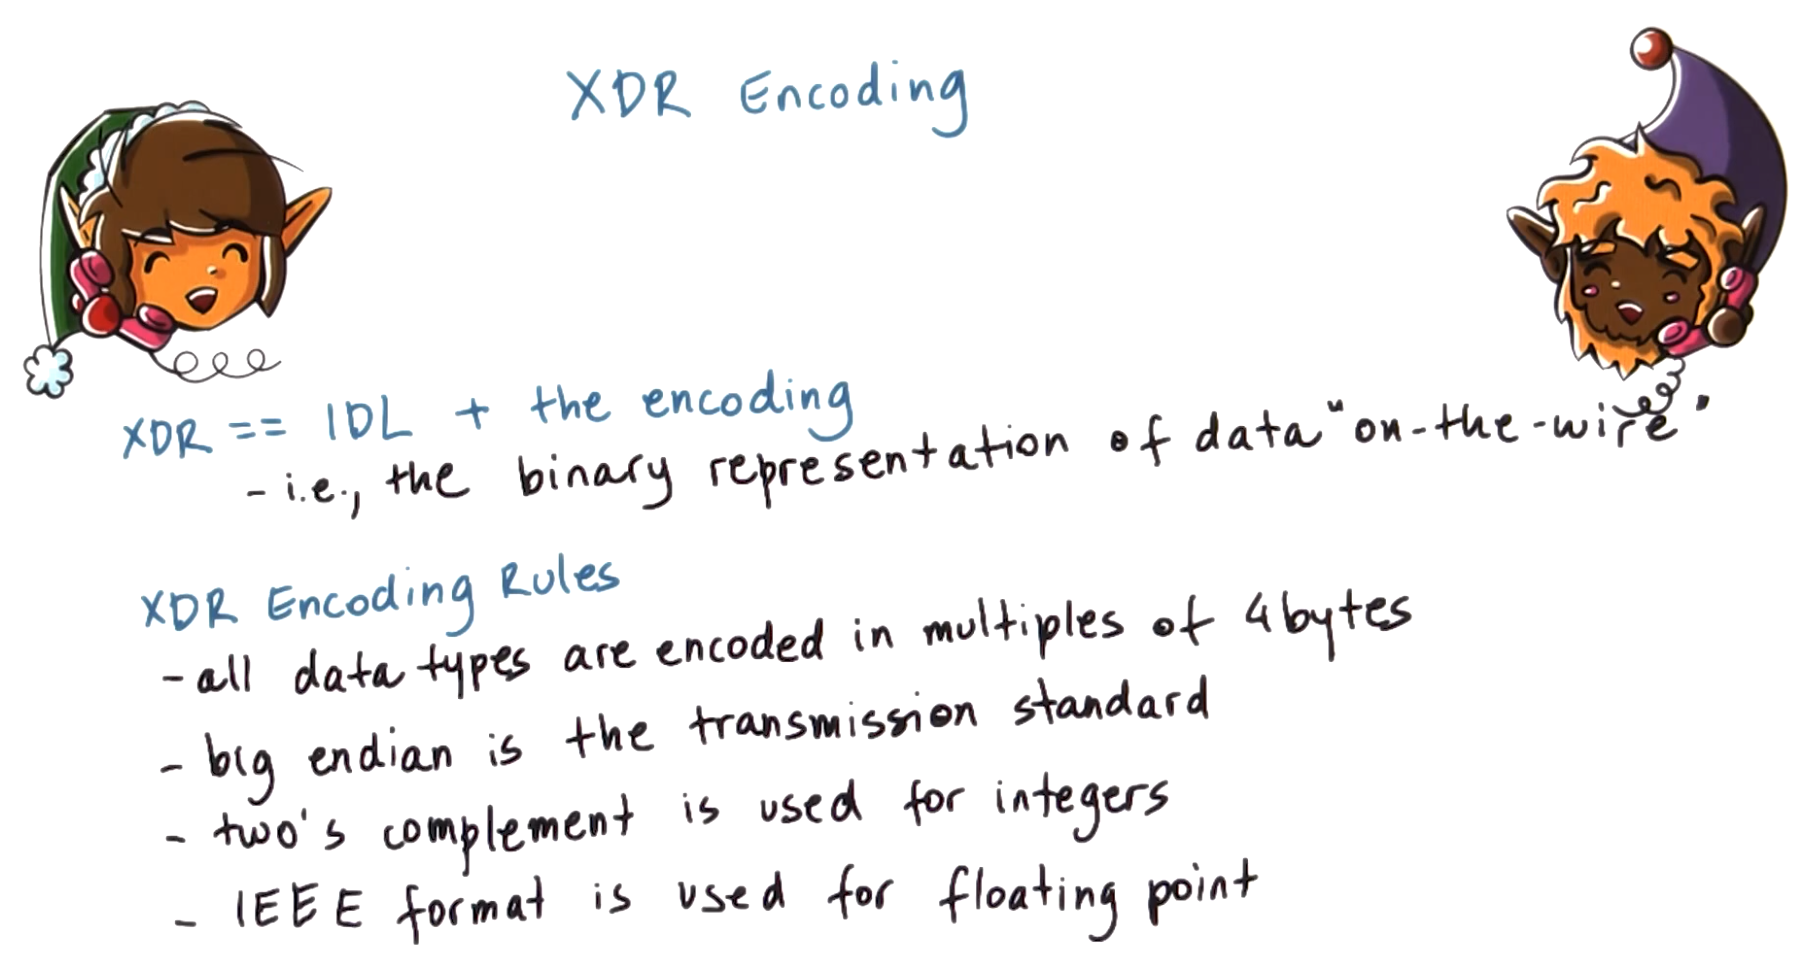 XDR Encoding
XDR == IDL + the encoding
- i.e., the binary representation of data "on-the-wire"
XDR Encoding Rules
- all data types are encoded in multiples of 4 bytes
- big endian is the transmission standard
- two's complement is used for integers
- IEEE format is used for floating point